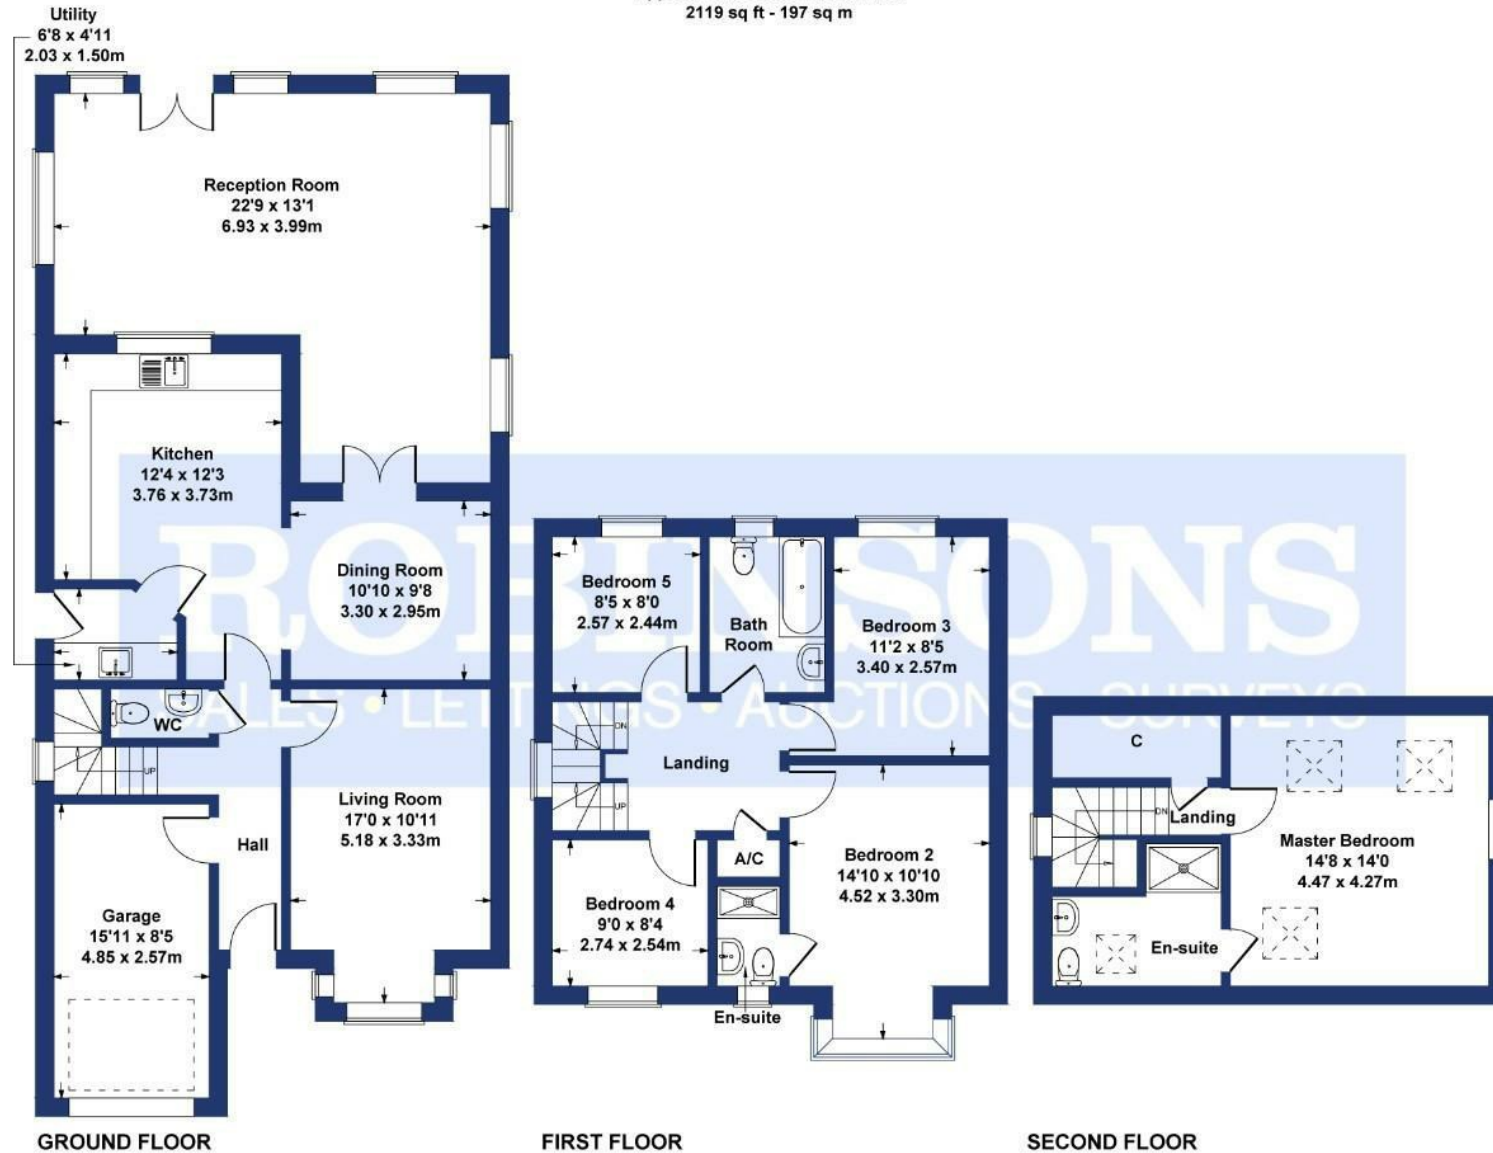 2119 sq ft - 197 sq m
Utility
6'8 x 4'11
2.03 x 1.50m
Reception Room
22'9 x 13'1
6.93 x 3.99m
Kitchen
12'4 x 12'3
3.76 x 3.73m
Dining Room
10'10 x 9'8
3.30 x 2.95m
WC
UP
Living Room
17'0 x 10'11
5.18 x 3.33m
Hall
Garage
15'11 x 8'5
4.85 x 2.57m
GROUND FLOOR
Bedroom 5
8'5 x 8'0
2.57 x 2.44m
Bath
Room
Bedroom 3
11'2 x 8'5
3.40 x 2.57m
DN
Landing
UP
A/C
Bedroom 2
14'10 x 10'10
4.52 x 3.30m
Bedroom 4
9'0 x 8'4
2.74 x 2.54m
En-suite
FIRST FLOOR
C
DN
Landing
Master Bedroom
14'8 x 14'0
4.47 x 4.27m
En-suite
SECOND FLOOR
ROBINSONS
SALES • LETTINGS • AUCTIONS • SURVEYS